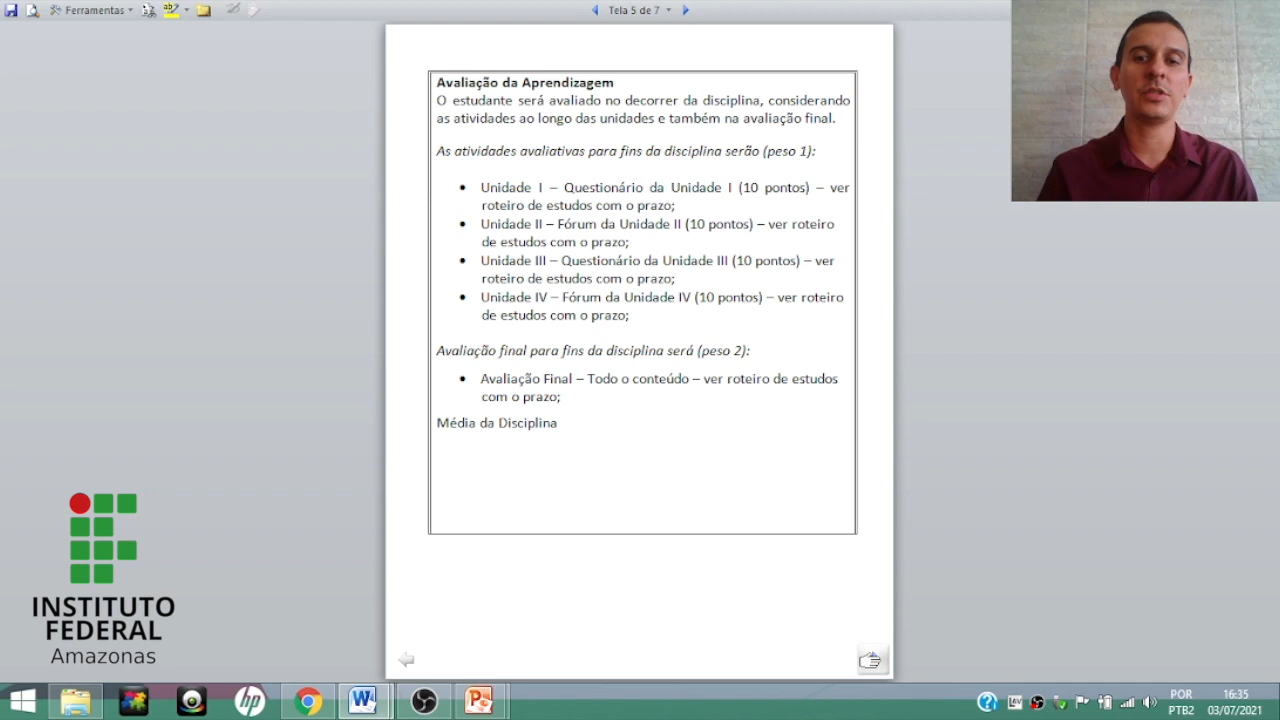 Ferramentas
Tela 5 de 7
Avaliação da Aprendizagem
O estudante será avaliado no decorrer da disciplina, considerando
as atividades ao longo das unidades e também na avaliação final.
As atividades avaliativas para fins da disciplina serão (peso 1):
• Unidade I – Questionário da Unidade I (10 pontos) – ver
roteiro de estudos com o prazo;
• Unidade II – Fórum da Unidade II (10 pontos) – ver roteiro
de estudos com o prazo;
• Unidade III – Questionário da Unidade III (10 pontos) – ver
roteiro de estudos com o prazo;
• Unidade IV – Fórum da Unidade IV (10 pontos) – ver roteiro
de estudos com o prazo;
Avaliação final para fins da disciplina será (peso 2):
• Avaliação Final – Todo o conteúdo – ver roteiro de estudos
com o prazo;
Média da Disciplina
INSTITUTO
FEDERAL
Amazonas
POR
PTB2
16:35
03/07/2021